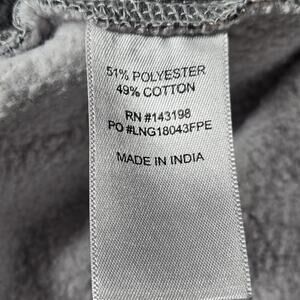 51% POLYESTER
49% COTTON
RN #143198
PO #LNG18043FPE
MADE IN INDIA